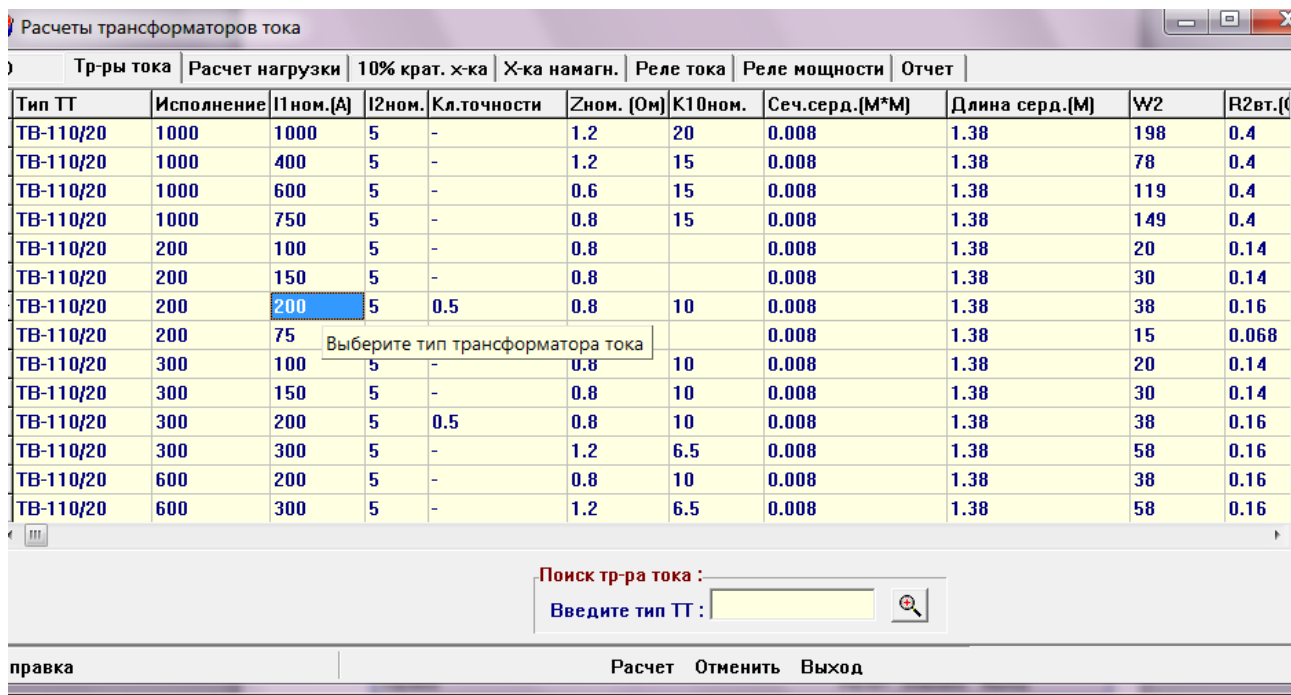 Расчеты трансформаторов тока
Тр-ры тока Расчет нагрузки 10% крат. х-ка Х-ка намагн. Реле тока Реле мощности Отчет
Тип ТТ Исполнение I1ном.(А) I2ном. Кл.точности Zном. (Ом) К10ном. Сеч.серд.(М*М) Длина серд.(М) W2 R2вт.(
ТВ-110/20 1000 1000 5 - 1.2 20 0.008 1.38 198 0.4
ТВ-110/20 1000 400 5 - 1.2 15 0.008 1.38 78 0.4
ТВ-110/20 1000 600 5 - 0.6 15 0.008 1.38 119 0.4
ТВ-110/20 1000 750 5 - 0.8 15 0.008 1.38 149 0.4
ТВ-110/20 200 100 5 - 0.8 0.008 1.38 20 0.14
ТВ-110/20 200 150 5 - 0.8 0.008 1.38 30 0.14
ТВ-110/20 200 200 5 0.5 0.8 10 0.008 1.38 38 0.16
ТВ-110/20 200 75 0.008 1.38 15 0.068
Выберите тип трансформатора тока
ТВ-110/20 300 100 5 - 0.8 10 0.008 1.38 20 0.14
ТВ-110/20 300 150 5 - 0.8 10 0.008 1.38 30 0.14
ТВ-110/20 300 200 5 0.5 0.8 10 0.008 1.38 38 0.16
ТВ-110/20 300 300 5 - 1.2 6.5 0.008 1.38 58 0.16
ТВ-110/20 600 200 5 - 0.8 10 0.008 1.38 38 0.16
ТВ-110/20 600 300 5 - 1.2 6.5 0.008 1.38 58 0.16
Поиск тр-ра тока :
Введите тип ТТ :
правка Расчет Отменить Выход